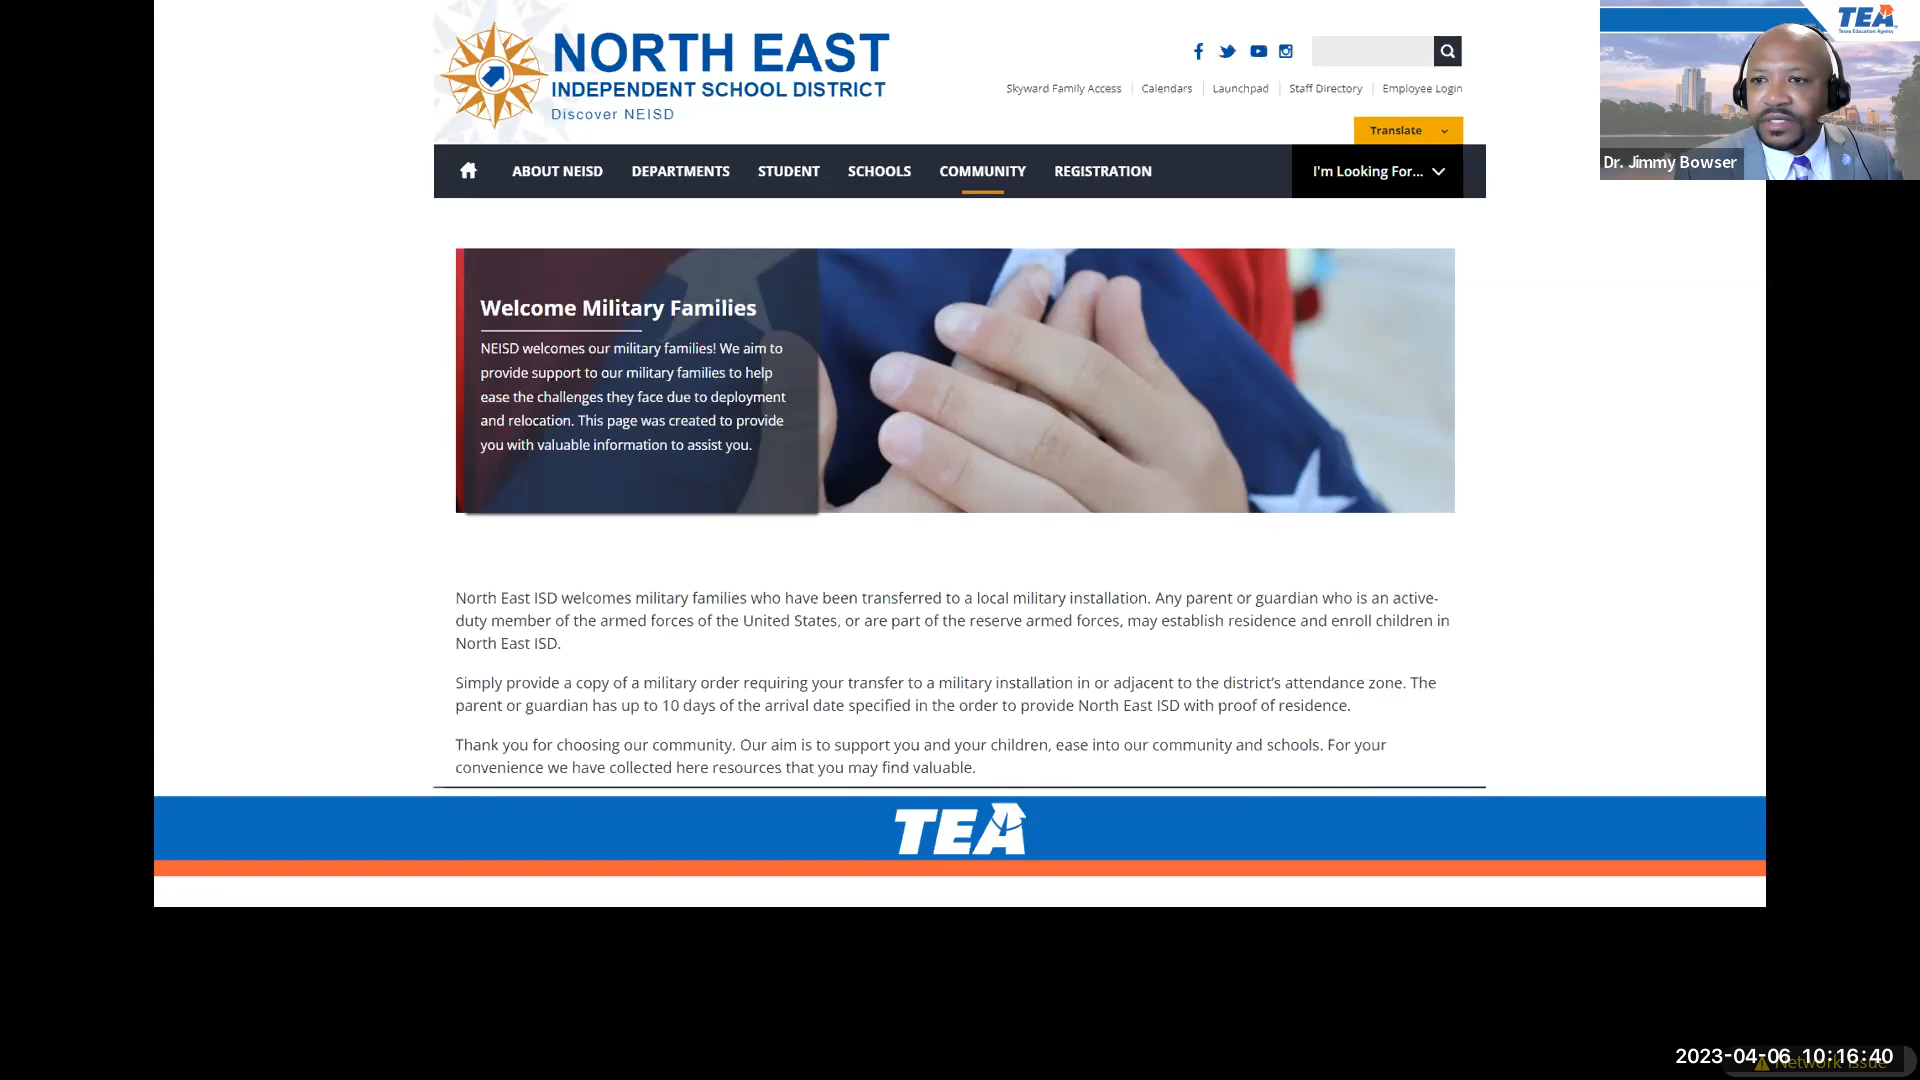 NORTH EAST
INDEPENDENT SCHOOL DISTRICT
Discover NEISD
Skyward Family Access
Calendars
Launchpad
Staff Directory
Employee Login
Translate
ABOUT NEISD
DEPARTMENTS
STUDENT
SCHOOLS
COMMUNITY
REGISTRATION
I'm Looking For...
TEA
Texas Education Agency
Dr. Jimmy Bowser
Welcome Military Families
NEISD welcomes our military families! We aim to
provide support to our military families to help
ease the challenges they face due to deployment
and relocation. This page was created to provide
you with valuable information to assist you.
North East ISD welcomes military families who have been transferred to a local military installation. Any parent or guardian who is an active-
duty member of the armed forces of the United States, or are part of the reserve armed forces, may establish residence and enroll children in
North East ISD.
Simply provide a copy of a military order requiring your transfer to a military installation in or adjacent to the district's attendance zone. The
parent or guardian has up to 10 days of the arrival date specified in the order to provide North East ISD with proof of residence.
Thank you for choosing our community. Our aim is to support you and your children, ease into our community and schools. For your
convenience we have collected here resources that you may find valuable.
TEA
2023-04-06 10:16:40
Network issue